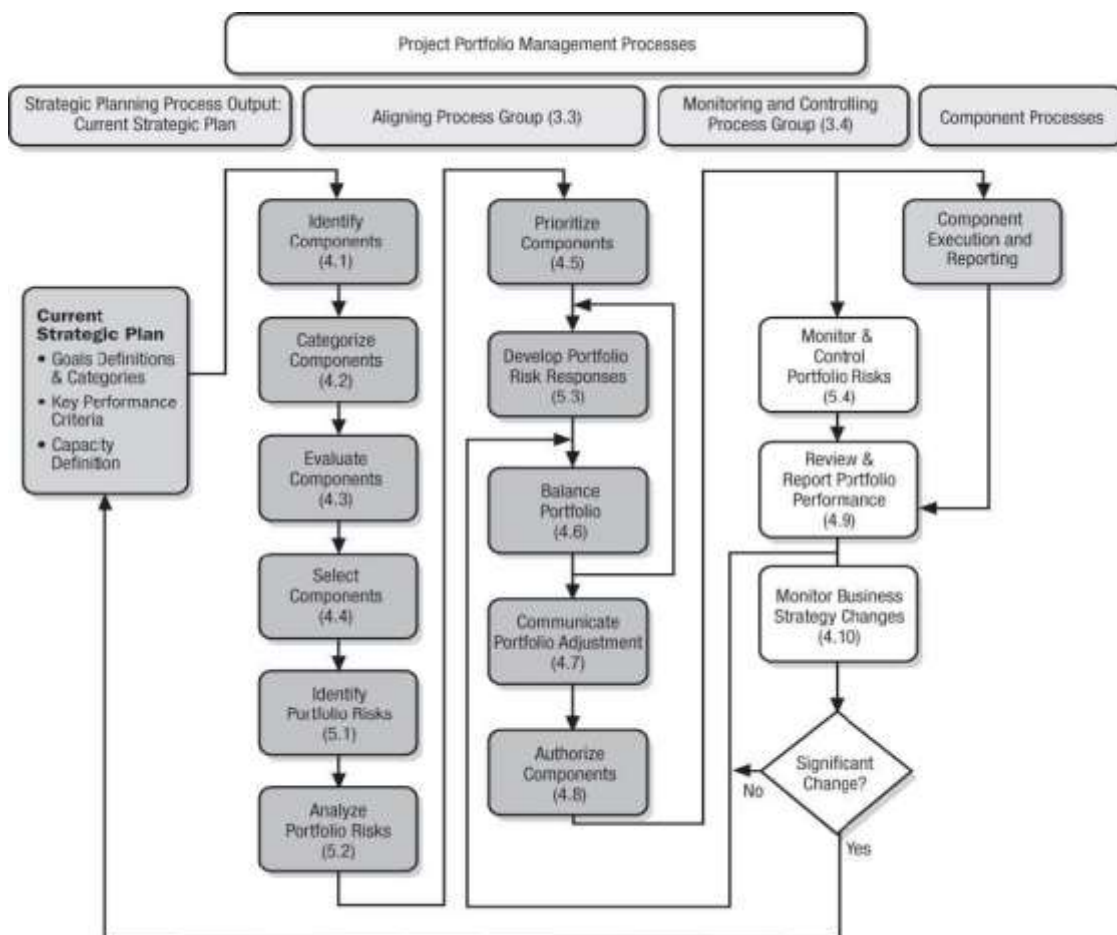 Project Portfolio Management Processes
Strategic Planning Process Output:
Current Strategic Plan
Aligning Process Group (3.3)
Monitoring and Controlling
Process Group (3.4)
Component Processes
Current
Strategic Plan
• Goals Definitions
& Categories
• Key Performance
Criteria
• Capacity
Definition
Identify
Components
(4.1)
Categorize
Components
(4.2)
Evaluate
Components
(4.3)
Select
Components
(4.4)
Identify
Portfolio Risks
(5.1)
Analyze
Portfolio Risks
(5.2)
Prioritize
Components
(4.5)
Develop Portfolio
Risk Responses
(5.3)
Balance
Portfolio
(4.6)
Communicate
Portfolio Adjustment
(4.7)
Authorize
Components
(4.8)
Component
Execution and
Reporting
Monitor &
Control
Portfolio Risks
(5.4)
Review &
Report Portfolio
Performance
(4.9)
Monitor Business
Strategy Changes
(4.10)
Significant
Change?
No
Yes